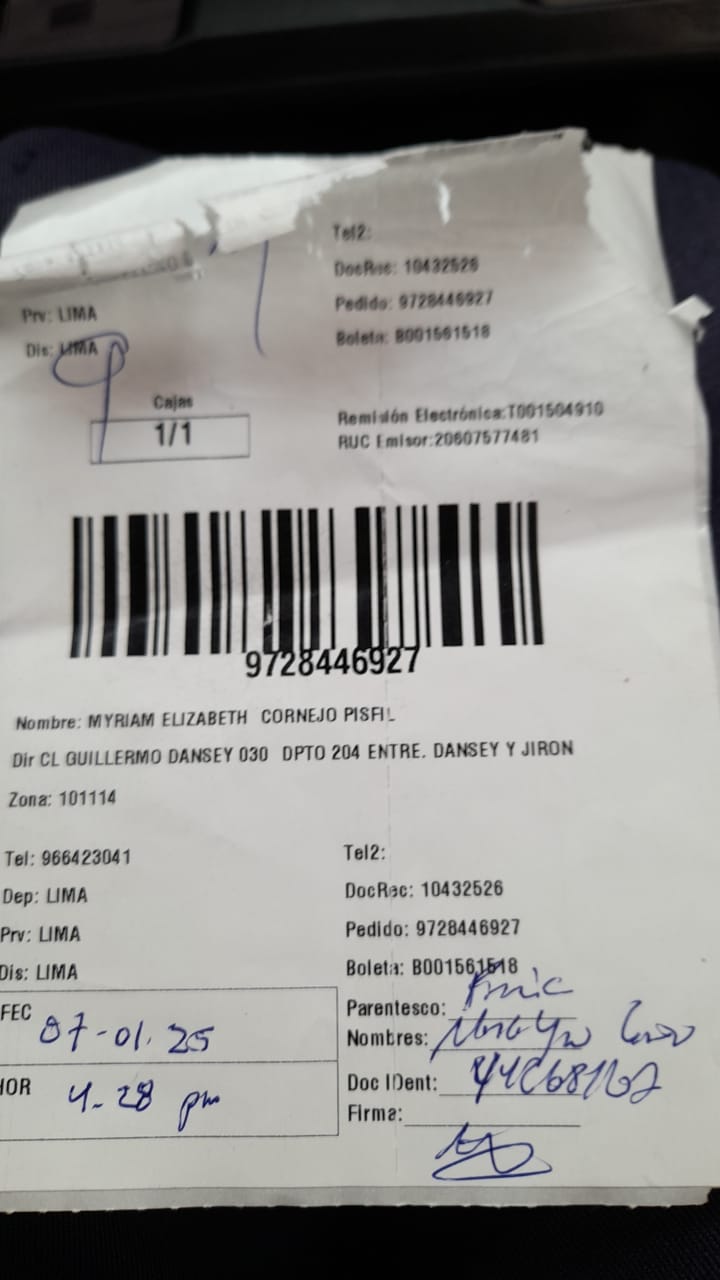 Tel2:
DocRec: 10432526
Prv: LIMA
Pedido: 9728446927
Dis: LIMA
Boleta: B001561518
Cajas
1/1
Remisión Electrónica:T001504910
RUC Emisor:20607577481
9728446927
Nombre: MYRIAM ELIZABETH CORNEJO PISFIL
Dir CL GUILLERMO DANSEY 030 DPTO 204 ENTRE. DANSEY Y JIRON
Zona: 101114
Tel: 966423041
Tel2:
Dep: LIMA
DocRec: 10432526
Prv: LIMA
Pedido: 9728446927
Dis: LIMA
Boleta: B001561518
FEC 07-01.25
Parentesco:
Nombres:
HOR 4-28 pm
Doc IDent:
Firma: